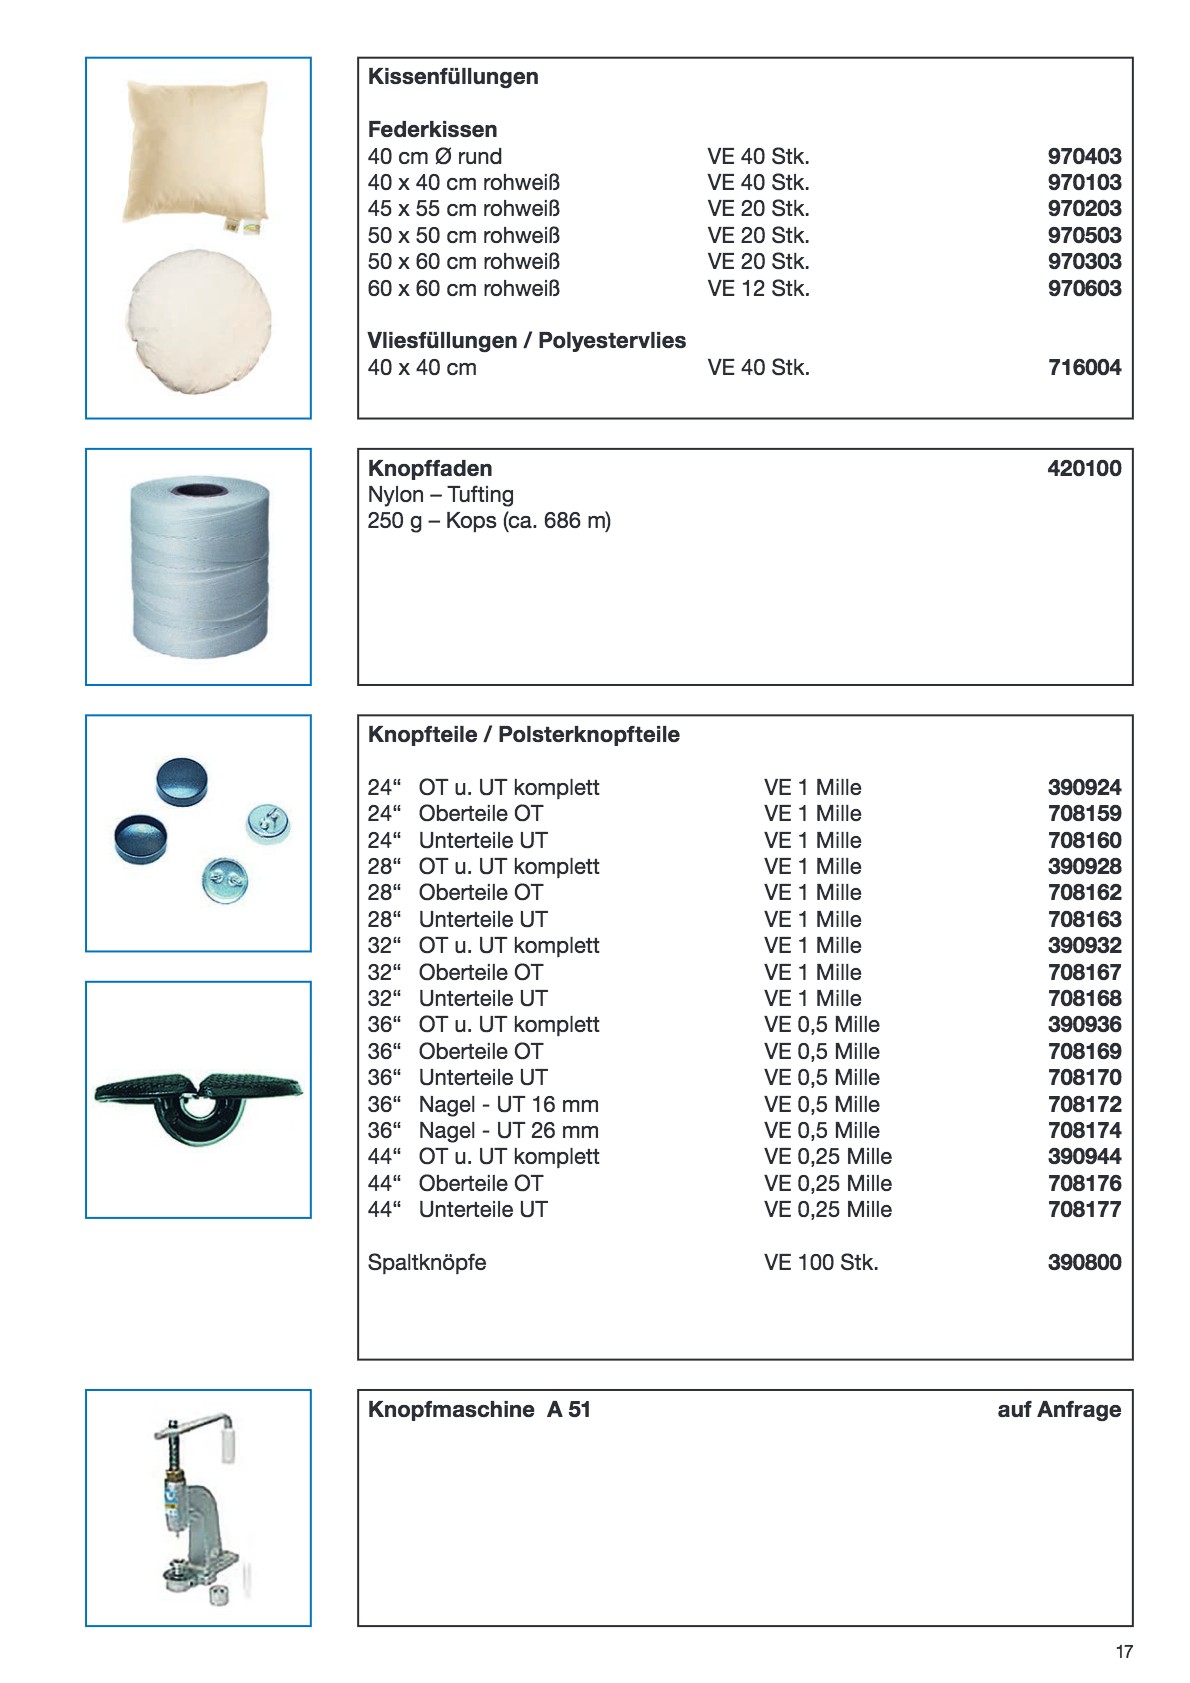 Kissenfüllungen
Federkissen
40 cm Ø rund VE 40 Stk. 970403
40 x 40 cm rohweiß VE 40 Stk. 970103
45 x 55 cm rohweiß VE 20 Stk. 970203
50 x 50 cm rohweiß VE 20 Stk. 970503
50 x 60 cm rohweiß VE 20 Stk. 970303
60 x 60 cm rohweiß VE 12 Stk. 970603
Vliesfüllungen / Polyestervlies
40 x 40 cm VE 40 Stk. 716004
Knopffaden 420100
Nylon – Tufting
250 g – Kops (ca. 686 m)
Knopfteile / Polsterknopfteile
24“ OT u. UT komplett VE 1 Mille 390924
24“ Oberteile OT VE 1 Mille 708159
24“ Unterteile UT VE 1 Mille 708160
28“ OT u. UT komplett VE 1 Mille 390928
28“ Oberteile OT VE 1 Mille 708162
28“ Unterteile UT VE 1 Mille 708163
32“ OT u. UT komplett VE 1 Mille 390932
32“ Oberteile OT VE 1 Mille 708167
32“ Unterteile UT VE 1 Mille 708168
36“ OT u. UT komplett VE 0,5 Mille 390936
36“ Oberteile OT VE 0,5 Mille 708169
36“ Unterteile UT VE 0,5 Mille 708170
36“ Nagel - UT 16 mm VE 0,5 Mille 708172
36“ Nagel - UT 26 mm VE 0,5 Mille 708174
44“ OT u. UT komplett VE 0,25 Mille 390944
44“ Oberteile OT VE 0,25 Mille 708176
44“ Unterteile UT VE 0,25 Mille 708177
Spaltknöpfe VE 100 Stk. 390800
Knopfmaschine A 51 auf Anfrage
17